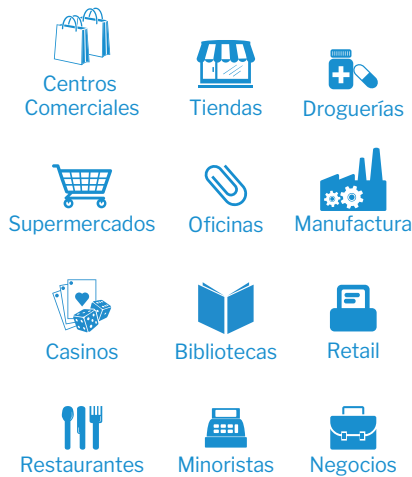 Centros
Comerciales
Tiendas
Droguerías
Supermercados
Oficinas
Manufactura
Casinos
Bibliotecas
Retail
Restaurantes
Minoristas
Negocios